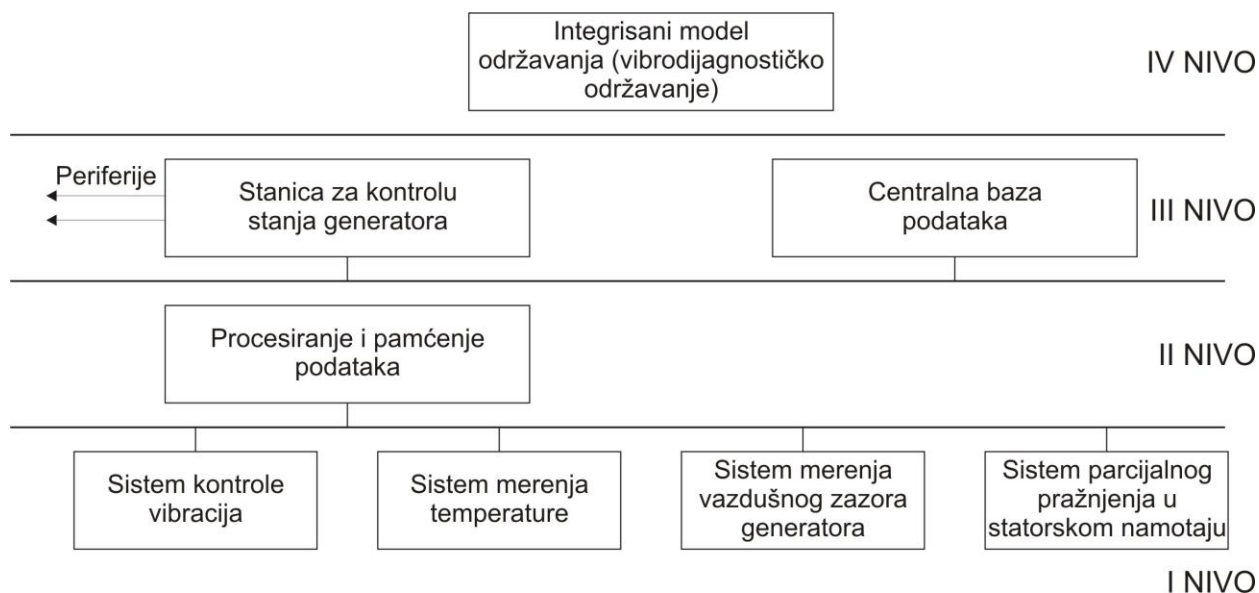 Integrisani model
održavanja (vibrodijagnostičko
održavanje)
IV NIVO
Periferije
Stanica za kontrolu
stanja generatora
Centralna baza
podataka
III NIVO
Procesiranje i pamćenje
podataka
II NIVO
Sistem kontrole
vibracija
Sistem merenja
temperature
Sistem merenja
vazdušnog zazora
generatora
Sistem parcijalnog
pražnjenja u
statorskom namotaju
I NIVO